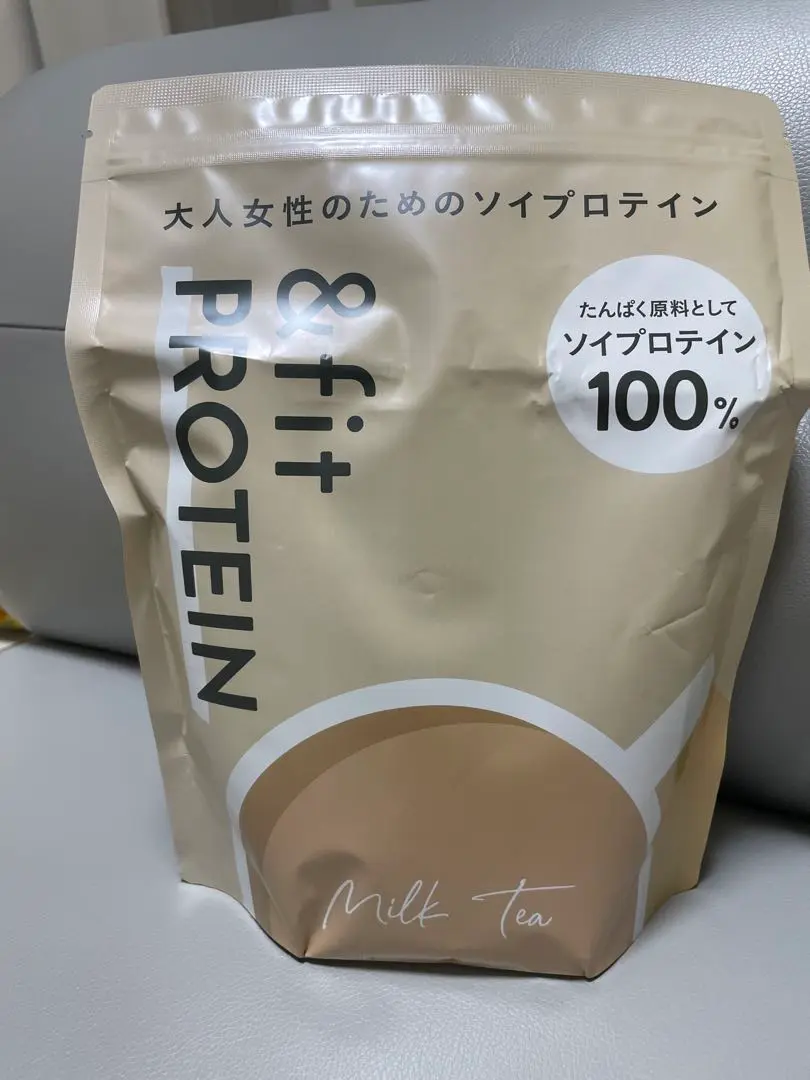 大人女性のためのソイプロテイン
&fit
PROTEIN
たんぱく原料として
ソイプロテイン
100%
Milk Tea